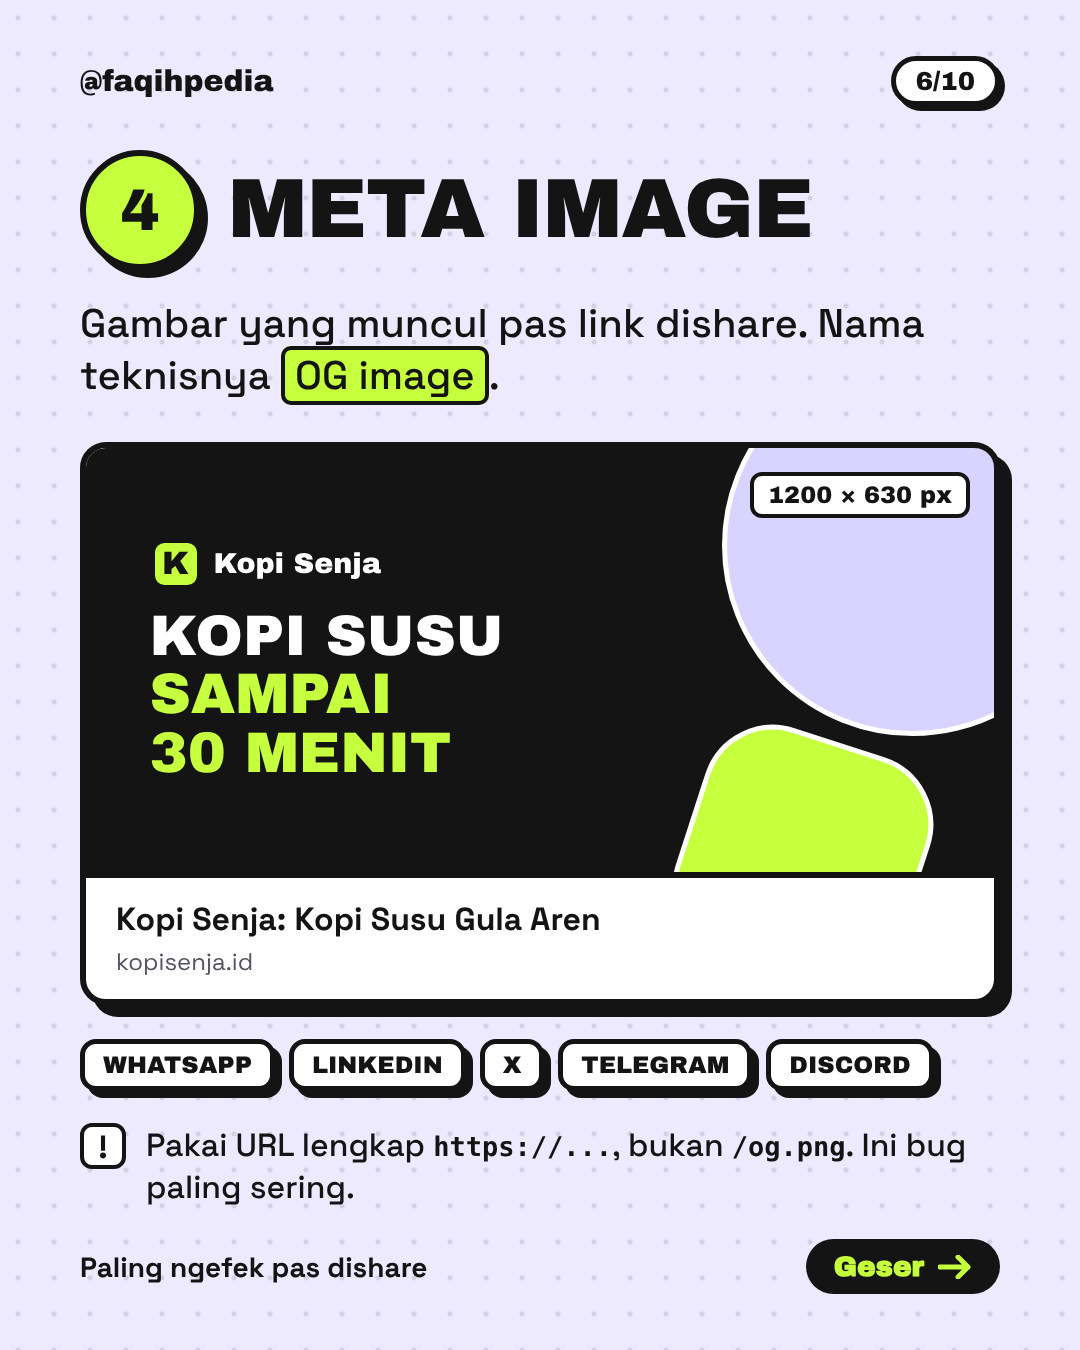 @faqihpedia
6/10
4
META IMAGE
Gambar yang muncul pas link dishare. Nama
teknisnya OG image.
1200 × 630 px
K Kopi Senja
KOPI SUSU
SAMPAI
30 MENIT
Kopi Senja: Kopi Susu Gula Aren
kopisenja.id
WHATSAPP LINKEDIN X TELEGRAM DISCORD
! Pakai URL lengkap https://..., bukan /og.png. Ini bug
paling sering.
Paling ngefek pas dishare
Geser →